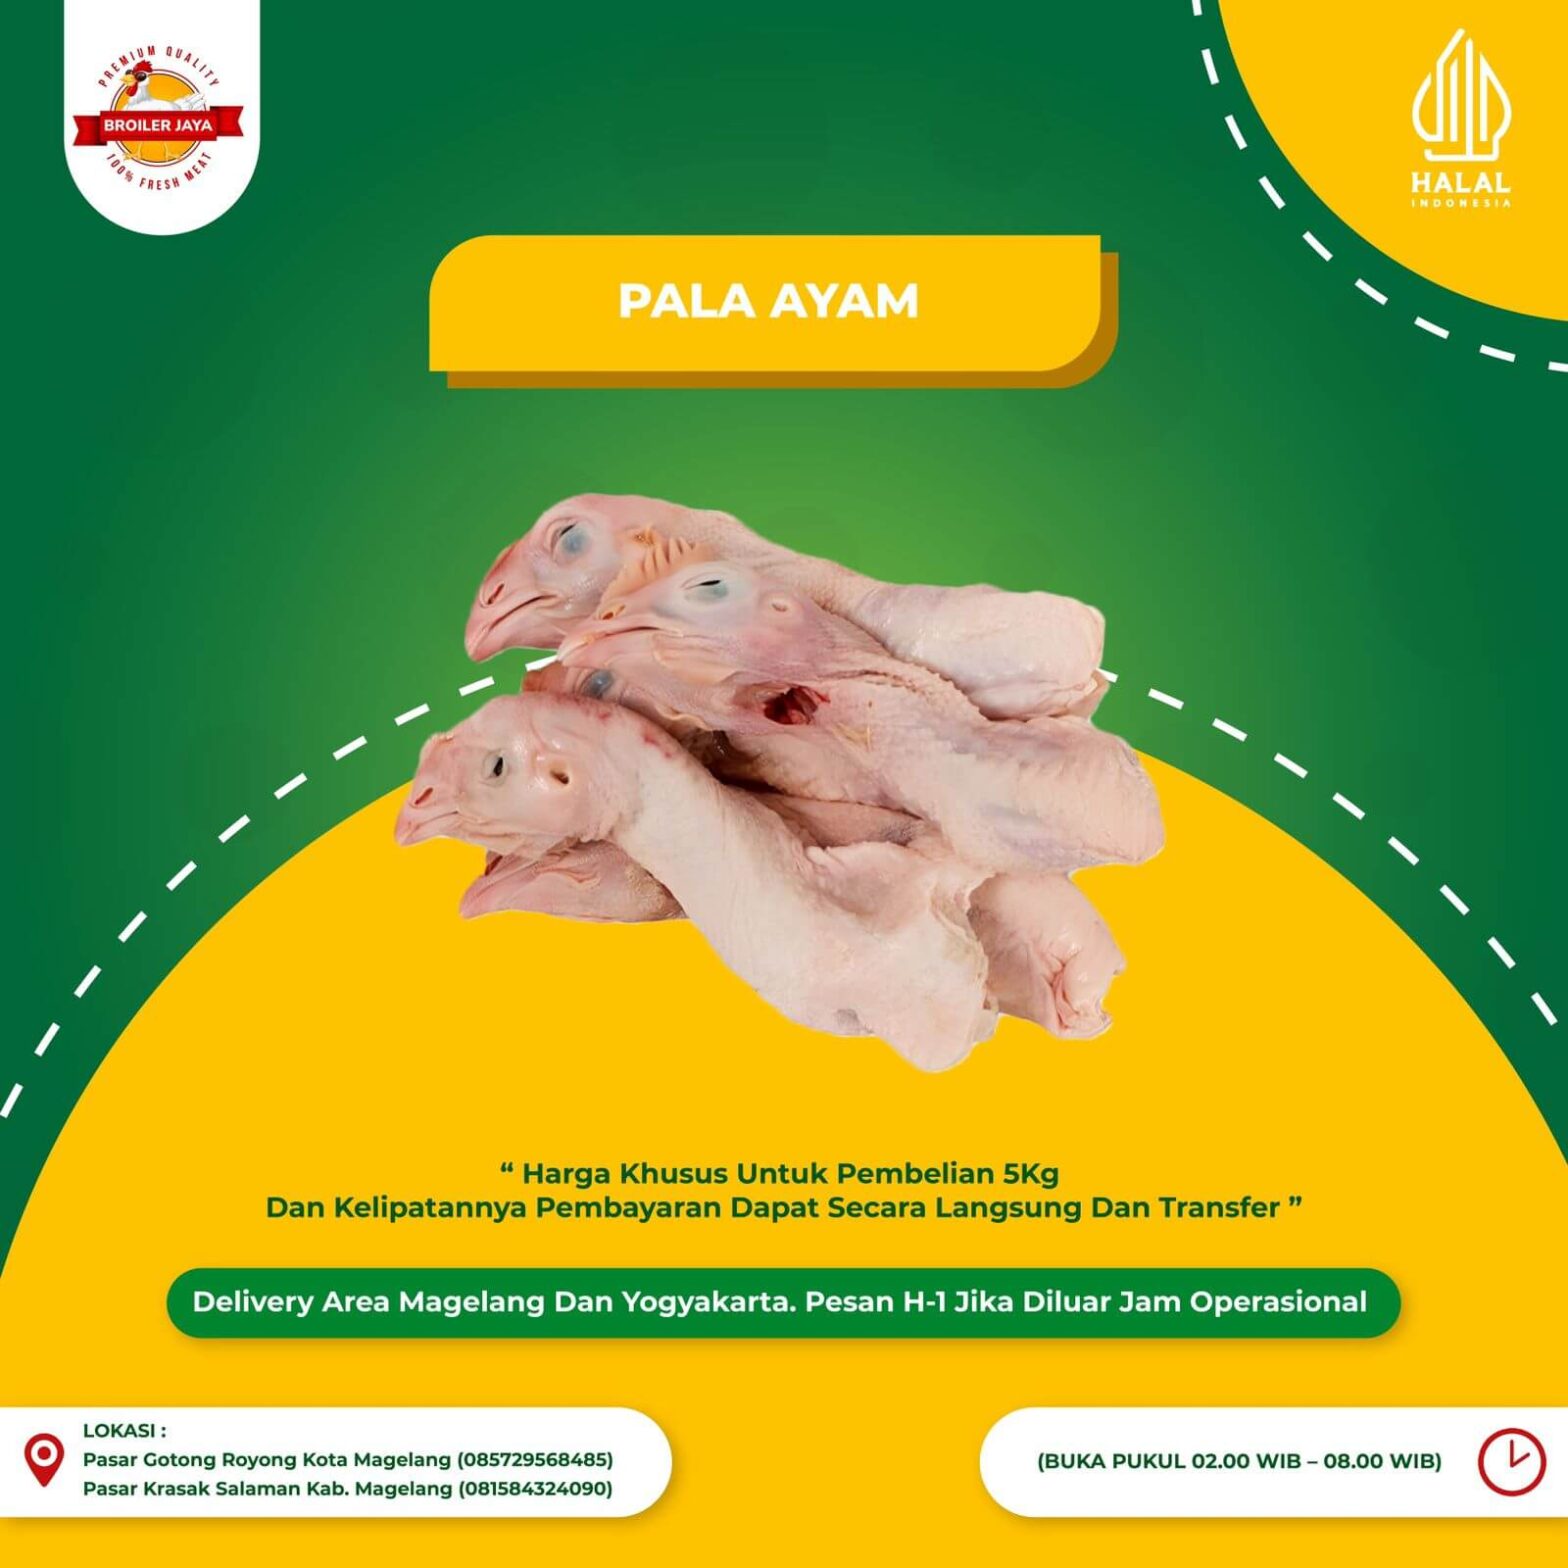 PREMIUM QUALITY
BROILER JAYA
100% FRESH MEAT
HALAL
INDONESIA
PALA AYAM
“ Harga Khusus Untuk Pembelian 5Kg
Dan Kelipatannya Pembayaran Dapat Secara Langsung Dan Transfer ”
Delivery Area Magelang Dan Yogyakarta. Pesan H-1 Jika Diluar Jam Operasional
LOKASI :
Pasar Gotong Royong Kota Magelang (085729568485)
Pasar Krasak Salaman Kab. Magelang (081584324090)
(BUKA PUKUL 02.00 WIB – 08.00 WIB)